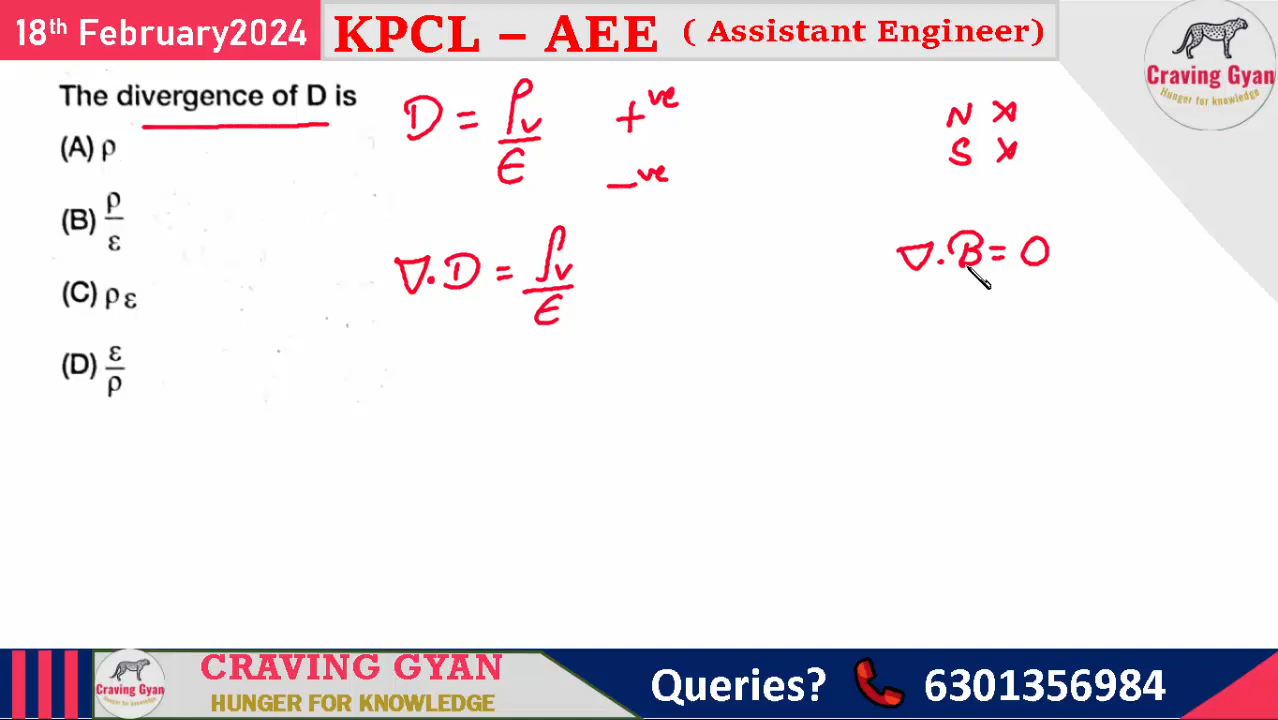 18th February2024
KPCL – AEE ( Assistant Engineer)
Craving Gyan
Hunger for knowledge
The divergence of D is
(A) ρ
(B) ρ/ε
(C) ρ ε
(D) ε/ρ
D = ρv/ε
+ve
−ve
∇·D = ρv/ε
N
S
∇·B = 0
Craving Gyan
CRAVING GYAN
HUNGER FOR KNOWLEDGE
Queries? 6301356984